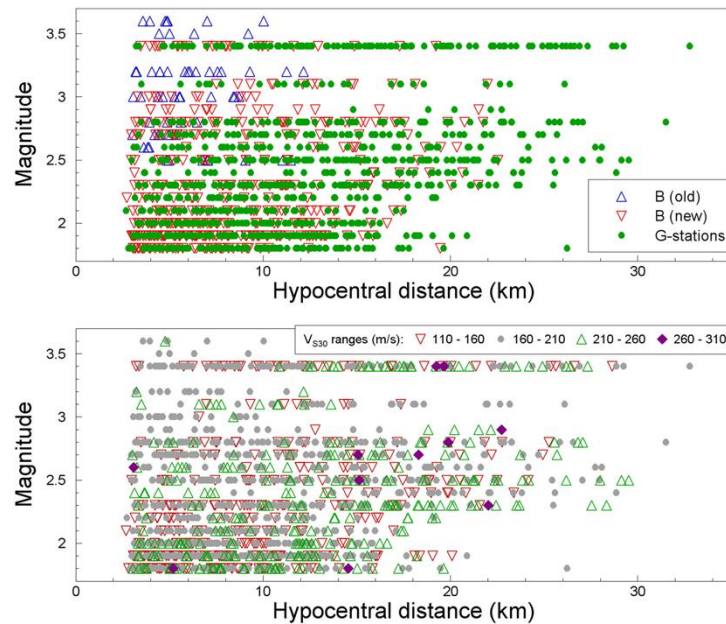 3.5
3
2.5
2
Magnitude
B (old)
B (new)
G-stations
0
10
20
30
Hypocentral distance (km)
V_S30 ranges (m/s):
110 - 160
160 - 210
210 - 260
260 - 310
3.5
3
2.5
2
Magnitude
0
10
20
30
Hypocentral distance (km)